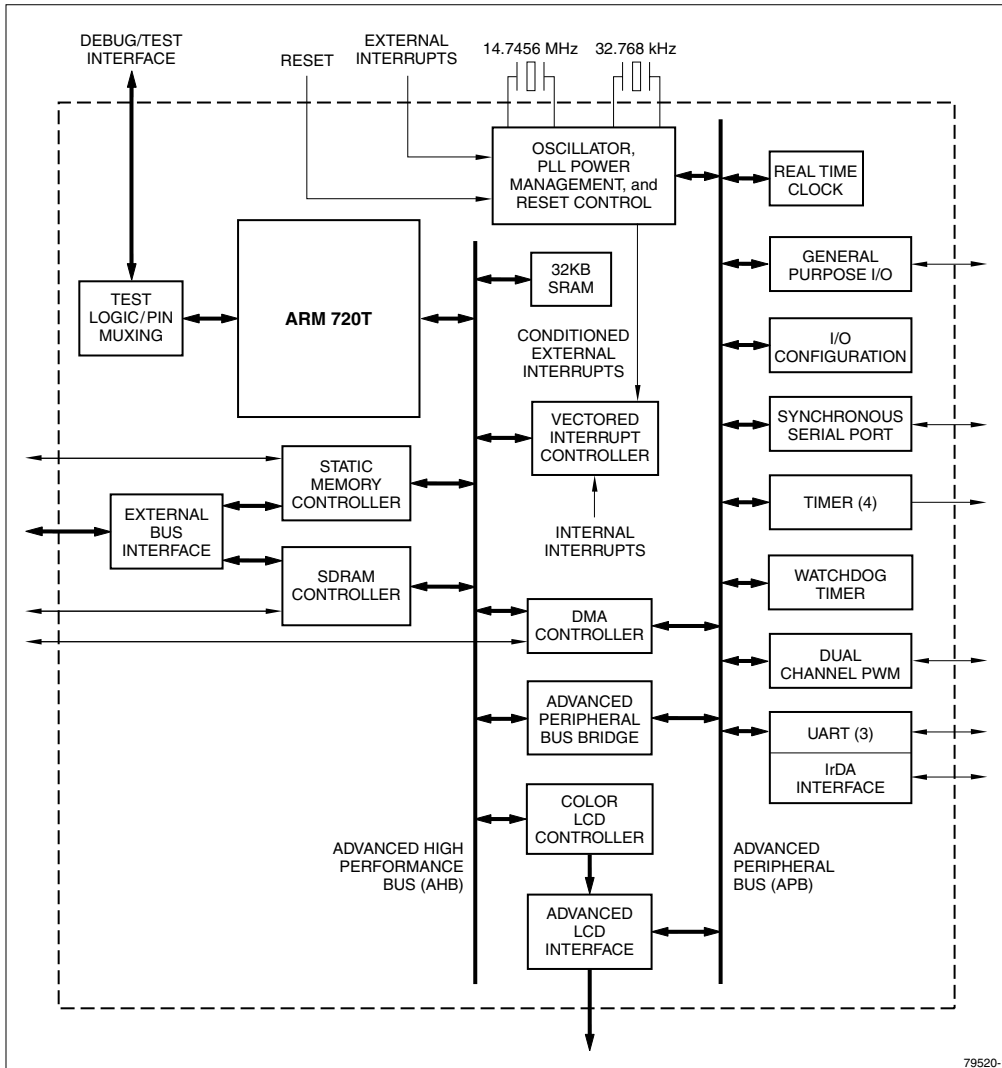 DEBUG/TEST
INTERFACE
RESET
EXTERNAL
INTERRUPTS
14.7456 MHz
32.768 kHz
OSCILLATOR,
PLL POWER
MANAGEMENT, and
RESET CONTROL
REAL TIME
CLOCK
GENERAL
PURPOSE I/O
I/O
CONFIGURATION
SYNCHRONOUS
SERIAL PORT
TIMER (4)
WATCHDOG
TIMER
DUAL
CHANNEL PWM
UART (3)
IrDA
INTERFACE
TEST
LOGIC/PIN
MUXING
ARM 720T
32KB
SRAM
CONDITIONED
EXTERNAL
INTERRUPTS
VECTORED
INTERRUPT
CONTROLLER
INTERNAL
INTERRUPTS
STATIC
MEMORY
CONTROLLER
EXTERNAL
BUS
INTERFACE
SDRAM
CONTROLLER
DMA
CONTROLLER
ADVANCED
PERIPHERAL
BUS BRIDGE
COLOR
LCD
CONTROLLER
ADVANCED
LCD
INTERFACE
ADVANCED HIGH
PERFORMANCE
BUS (AHB)
ADVANCED
PERIPHERAL
BUS (APB)
79520-